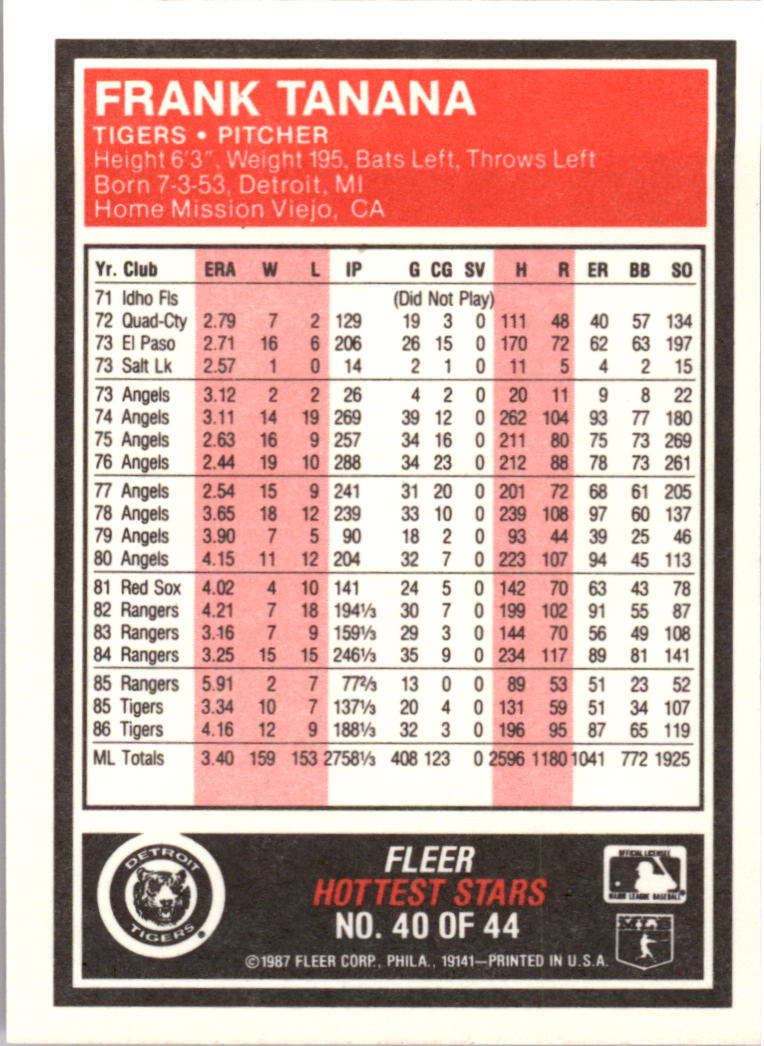 FRANK TANANA
TIGERS • PITCHER
Height 6'3", Weight 195, Bats Left, Throws Left
Born 7-3-53, Detroit, MI
Home Mission Viejo, CA
Yr. Club ERA W L IP G CG SV H R ER BB SO
71 Idho Fls (Did Not Play)
72 Quad-Cty 2.79 7 2 129 19 3 0 111 48 40 57 134
73 El Paso 2.71 16 6 206 26 15 0 170 72 62 63 197
73 Salt Lk 2.57 1 0 14 2 1 0 11 5 4 2 15
73 Angels 3.12 2 2 26 4 2 0 20 11 9 8 22
74 Angels 3.11 14 19 269 39 12 0 262 104 93 77 180
75 Angels 2.63 16 9 257 34 16 0 211 80 75 73 269
76 Angels 2.44 19 10 288 34 23 0 212 88 78 73 261
77 Angels 2.54 15 9 241 31 20 0 201 72 68 61 205
78 Angels 3.65 18 12 239 33 10 0 239 108 97 60 137
79 Angels 3.90 7 5 90 18 2 0 93 44 39 25 46
80 Angels 4.15 11 12 204 32 7 0 223 107 94 45 113
81 Red Sox 4.02 4 10 141 24 5 0 142 70 63 43 78
82 Rangers 4.21 7 18 194⅓ 30 7 0 199 102 91 55 87
83 Rangers 3.16 7 9 159⅓ 29 3 0 144 70 56 49 108
84 Rangers 3.25 15 15 246⅓ 35 9 0 234 117 89 81 141
85 Rangers 5.91 2 7 77⅔ 13 0 0 89 53 51 23 52
85 Tigers 3.34 10 7 137⅓ 20 4 0 131 59 51 34 107
86 Tigers 4.16 12 9 188⅓ 32 3 0 196 95 87 65 119
ML Totals 3.40 159 153 2758⅓ 408 123 0 2596 1180 1041 772 1925
DETROIT
TIGERS
FLEER
HOTTEST STARS
NO. 40 OF 44
©1987 FLEER CORP., PHILA., 19141—PRINTED IN U.S.A.
OFFICIAL LICENSEE
MAJOR LEAGUE BASEBALL